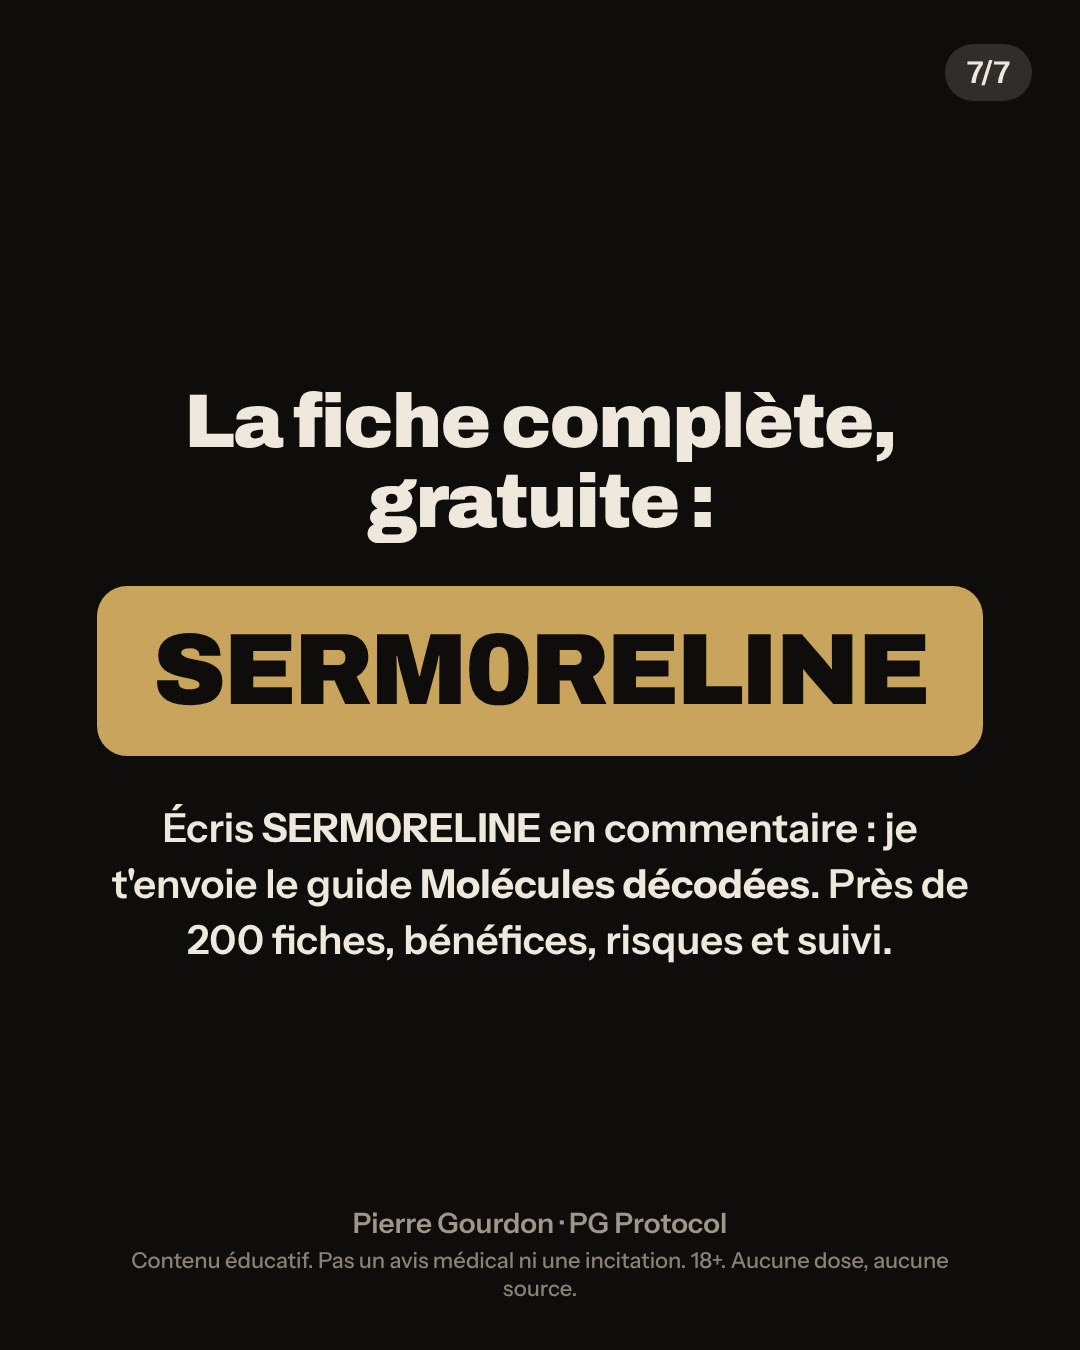 7/7
La fiche complète,
gratuite :
SERM0RELINE
Écris SERM0RELINE en commentaire : je
t'envoie le guide Molécules décodées. Près de
200 fiches, bénéfices, risques et suivi.
Pierre Gourdon · PG Protocol
Contenu éducatif. Pas un avis médical ni une incitation. 18+. Aucune dose, aucune
source.